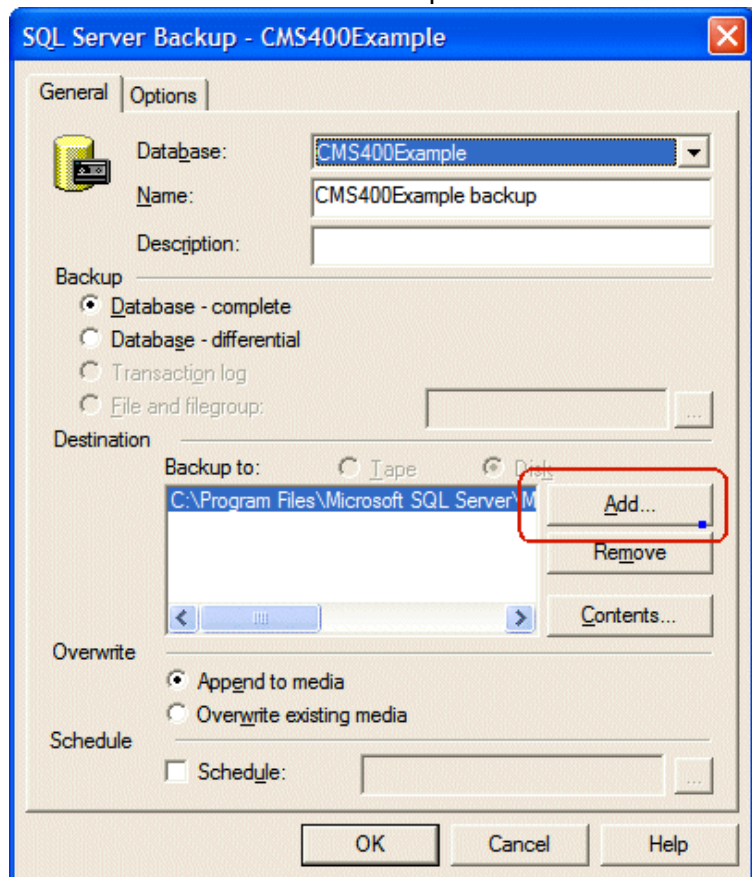 SQL Server Backup - CMS400Example
General Options
Database: CMS400Example
Name: CMS400Example backup
Description:
Backup
Database - complete
Database - differential
Transaction log
File and filegroup: ...
Destination
Backup to: Tape Disk
C:\Program Files\Microsoft SQL Server\M
Add...
Remove
Contents...
Overwrite
Append to media
Overwrite existing media
Schedule
Schedule: ...
OK Cancel Help